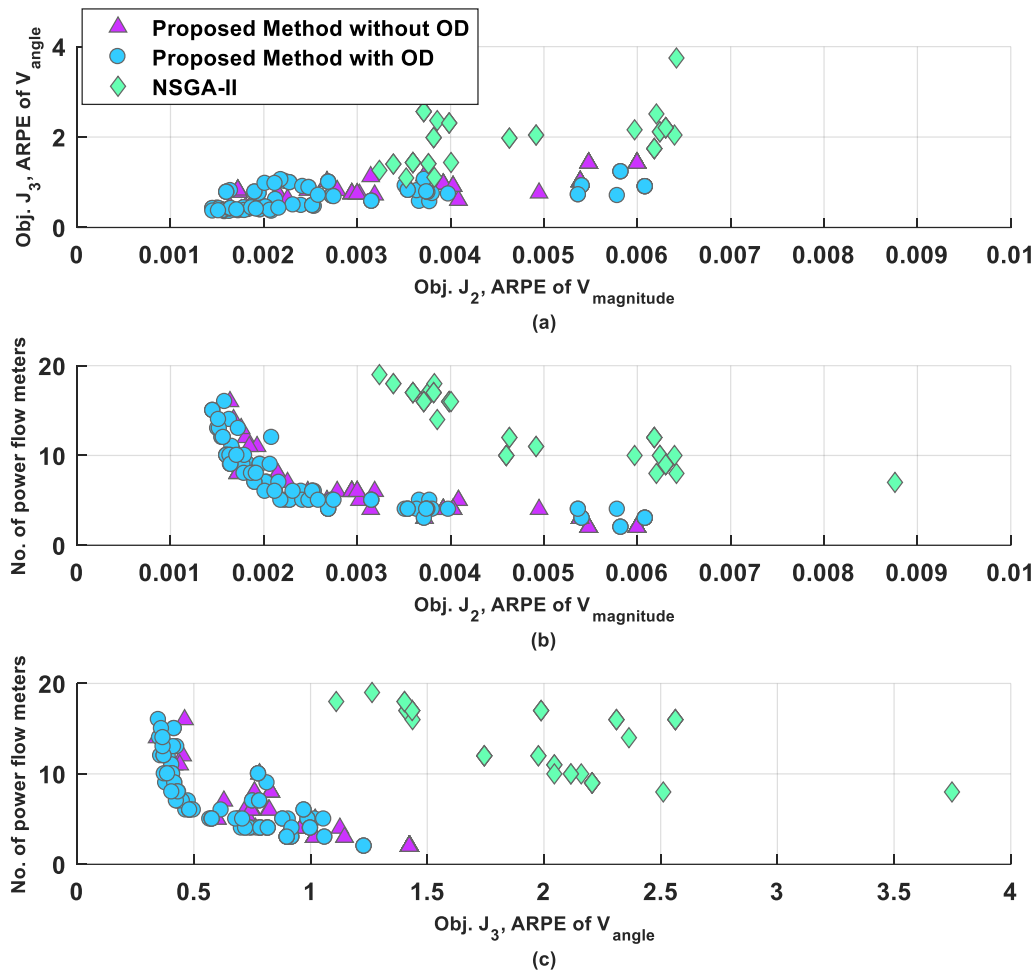 Proposed Method without OD
Proposed Method with OD
NSGA-II
Obj. J3, ARPE of Vangle
4
2
0
0 0.001 0.002 0.003 0.004 0.005 0.006 0.007 0.008 0.009 0.01
Obj. J2, ARPE of Vmagnitude
(a)
No. of power flow meters
20
10
0
0 0.001 0.002 0.003 0.004 0.005 0.006 0.007 0.008 0.009 0.01
Obj. J2, ARPE of Vmagnitude
(b)
No. of power flow meters
20
10
0
0 0.5 1 1.5 2 2.5 3 3.5 4
Obj. J3, ARPE of Vangle
(c)